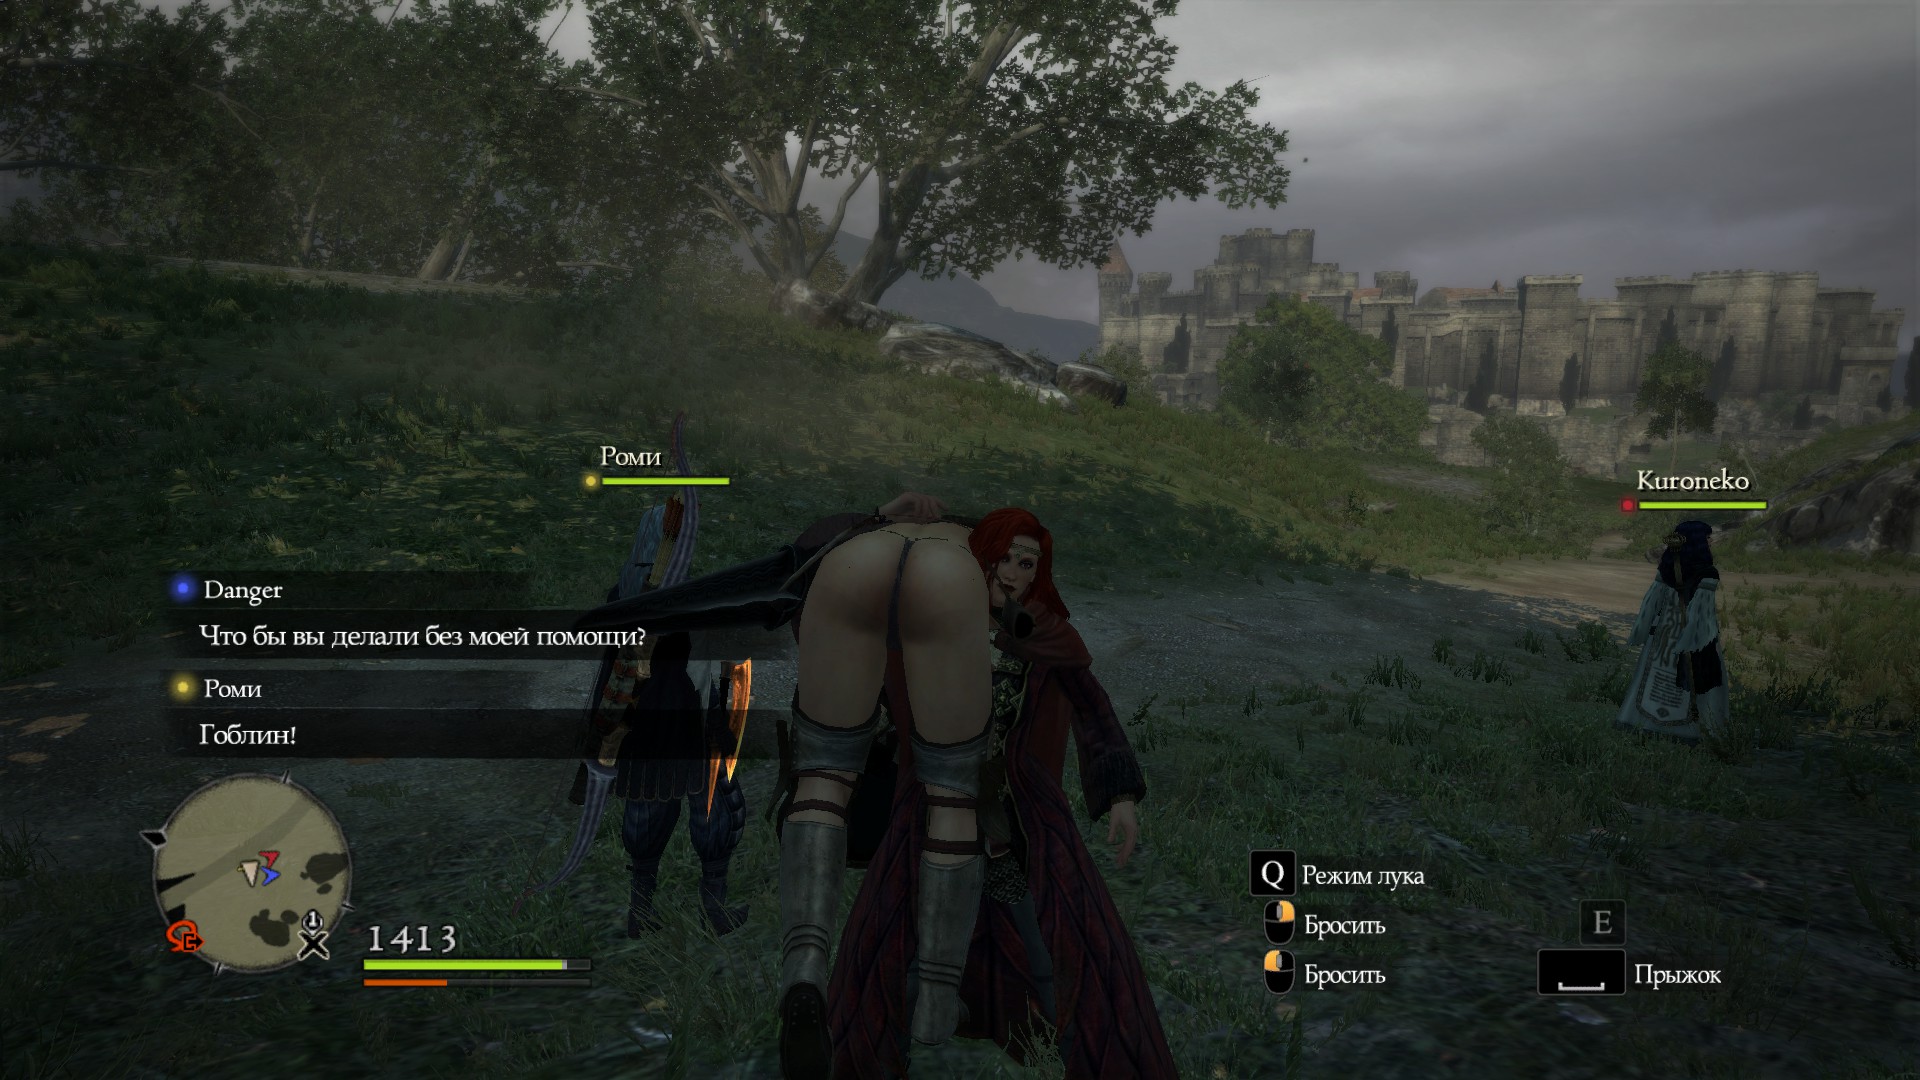 Роми
Kuroneko
Danger
Что бы вы делали без моей помощи?
Роми
Гоблин!
1
1413
Q Режим лука
Бросить
E
Бросить
Прыжок